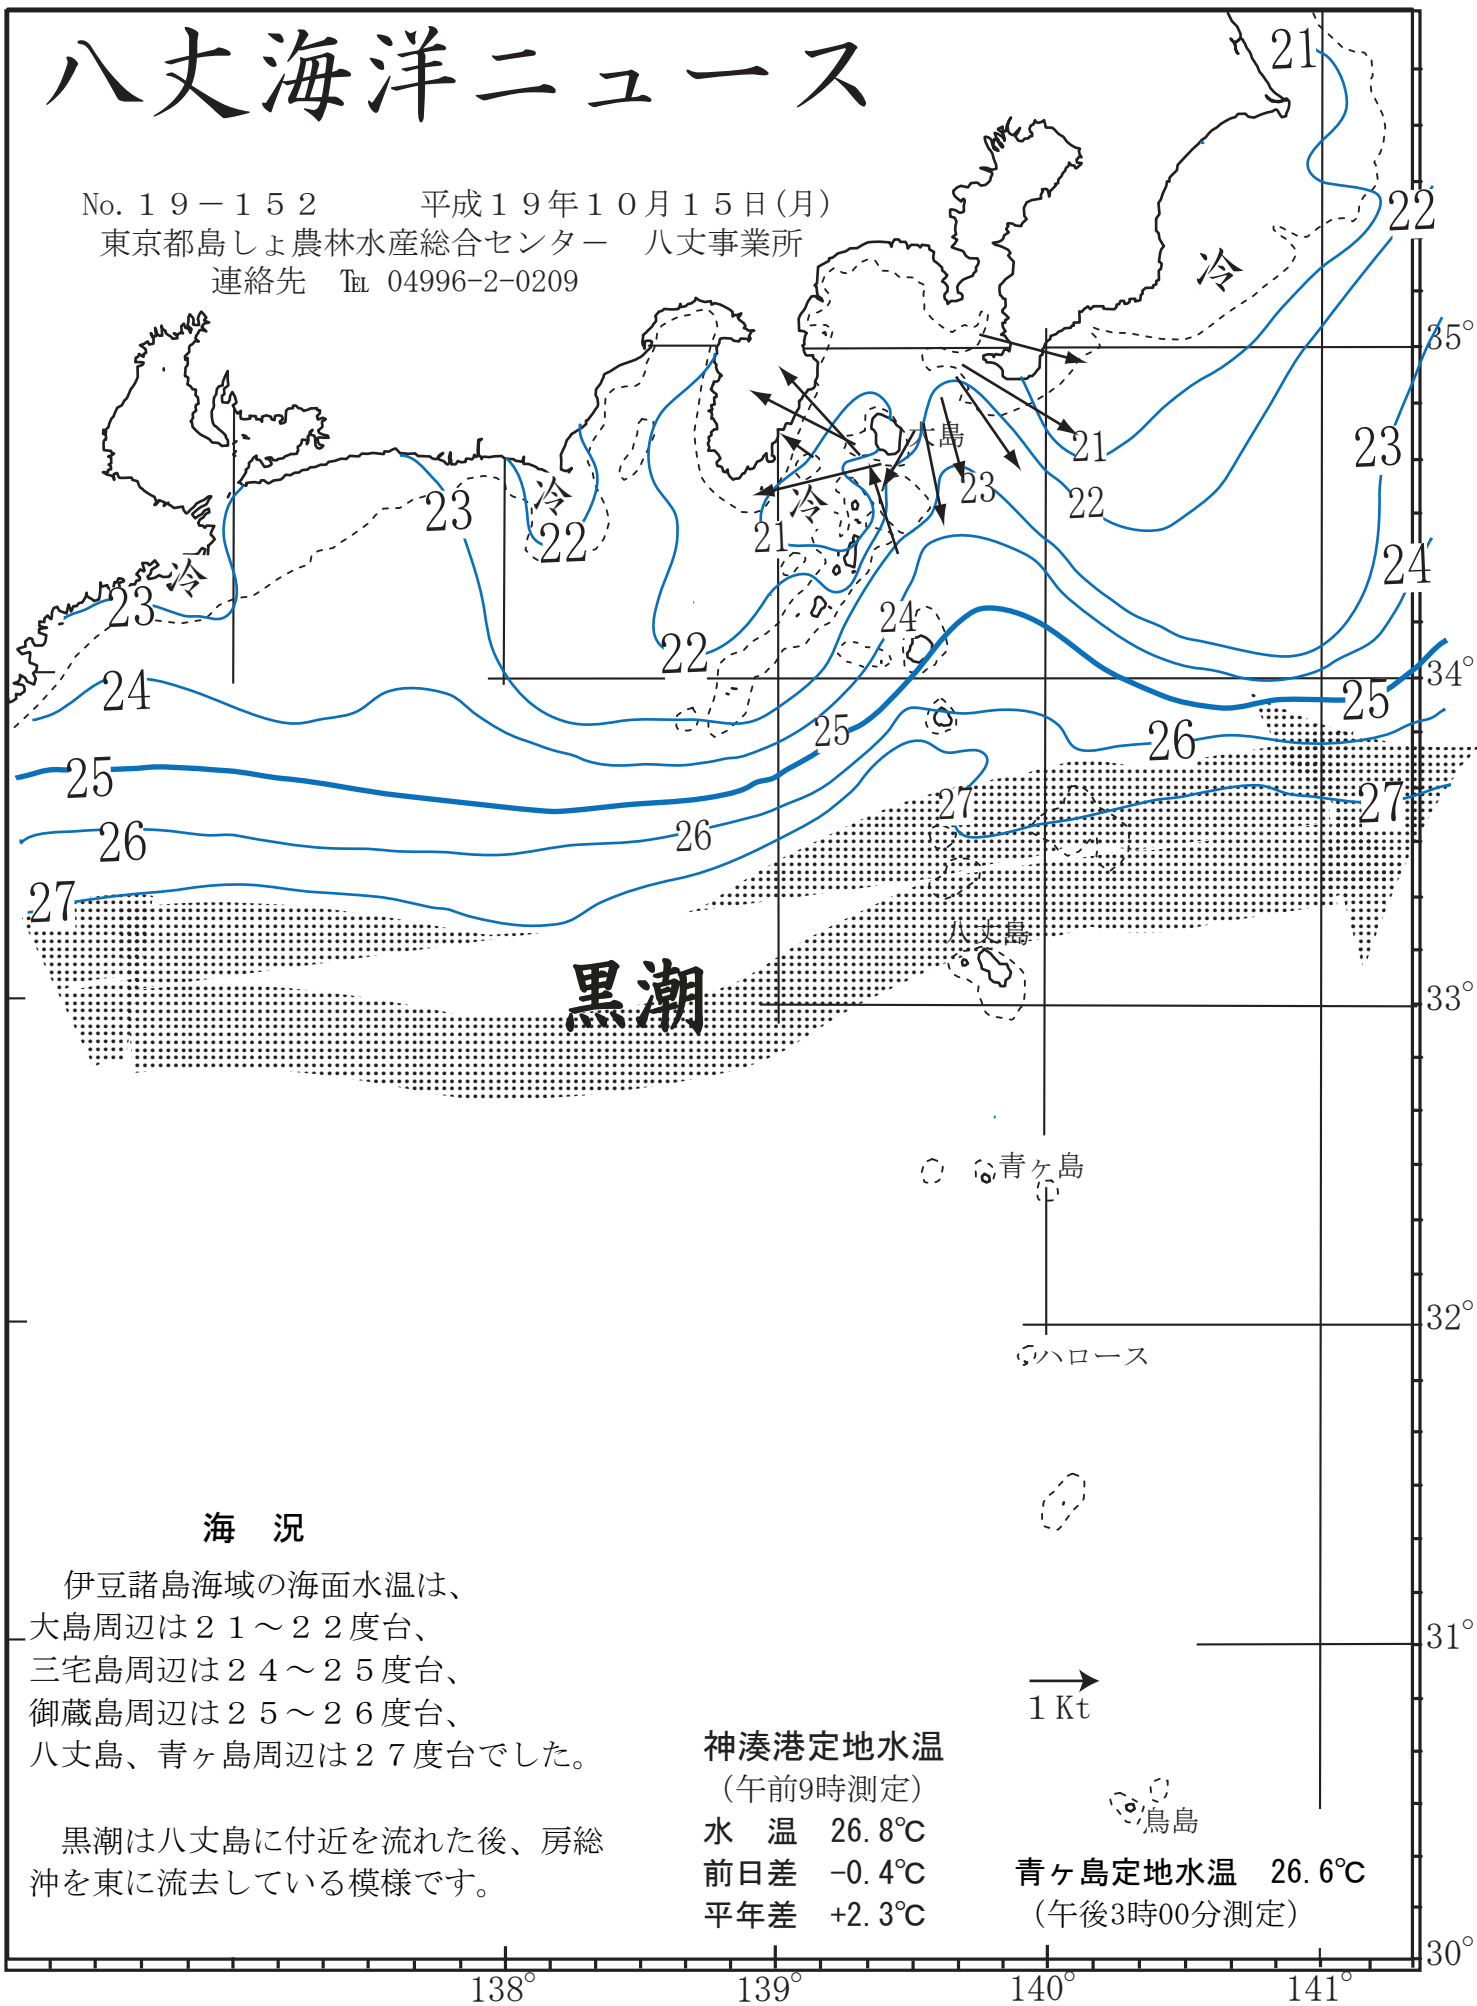 八丈海洋ニュース
No.１９－１５２　平成１９年１０月１５日(月)
東京都島しょ農林水産総合センター　八丈事業所
連絡先　℡ 04996-2-0209
21
22
冷
35°
大島
21
23
冷
23
冷
22
21
冷
23
22
24
冷
23
24
22
34°
24
25
25
26
25
26
26
27
27
27
八丈島
黒潮
33°
青ヶ島
32°
ハロース
海　況
伊豆諸島海域の海面水温は、
大島周辺は２１～２２度台、
三宅島周辺は２４～２５度台、
御蔵島周辺は２５～２６度台、
八丈島、青ヶ島周辺は２７度台でした。
黒潮は八丈島に付近を流れた後、房総
沖を東に流去している模様です。
31°
1 Kt
神湊港定地水温
（午前9時測定）
水　温　26.8℃
前日差　-0.4℃
平年差　+2.3℃
鳥島
青ヶ島定地水温　26.6℃
（午後3時00分測定）
30°
138°
139°
140°
141°